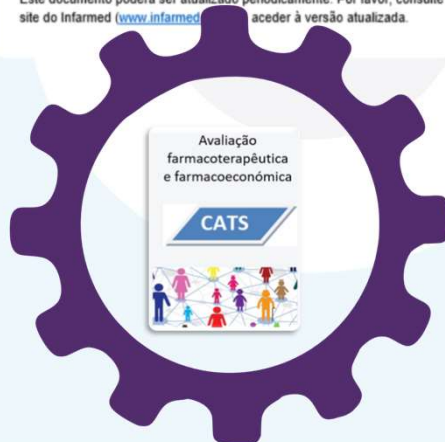 Este documento poderá ser atualizado periodicamente. Por favor, consulte
site do Infarmed (www.infarmed aceder à versão atualizada.
Avaliação
farmacoterapêutica
e farmacoeconómica
CATS